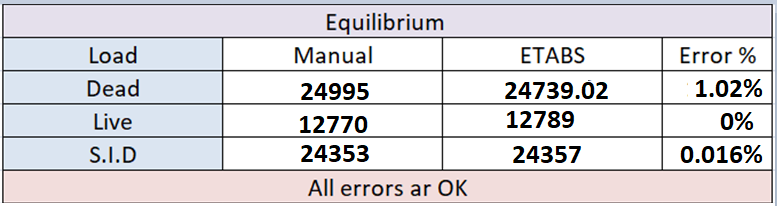 Equilibrium
Load Manual ETABS Error %
Dead 24995 24739.02 1.02%
Live 12770 12789 0%
S.I.D 24353 24357 0.016%
All errors ar OK